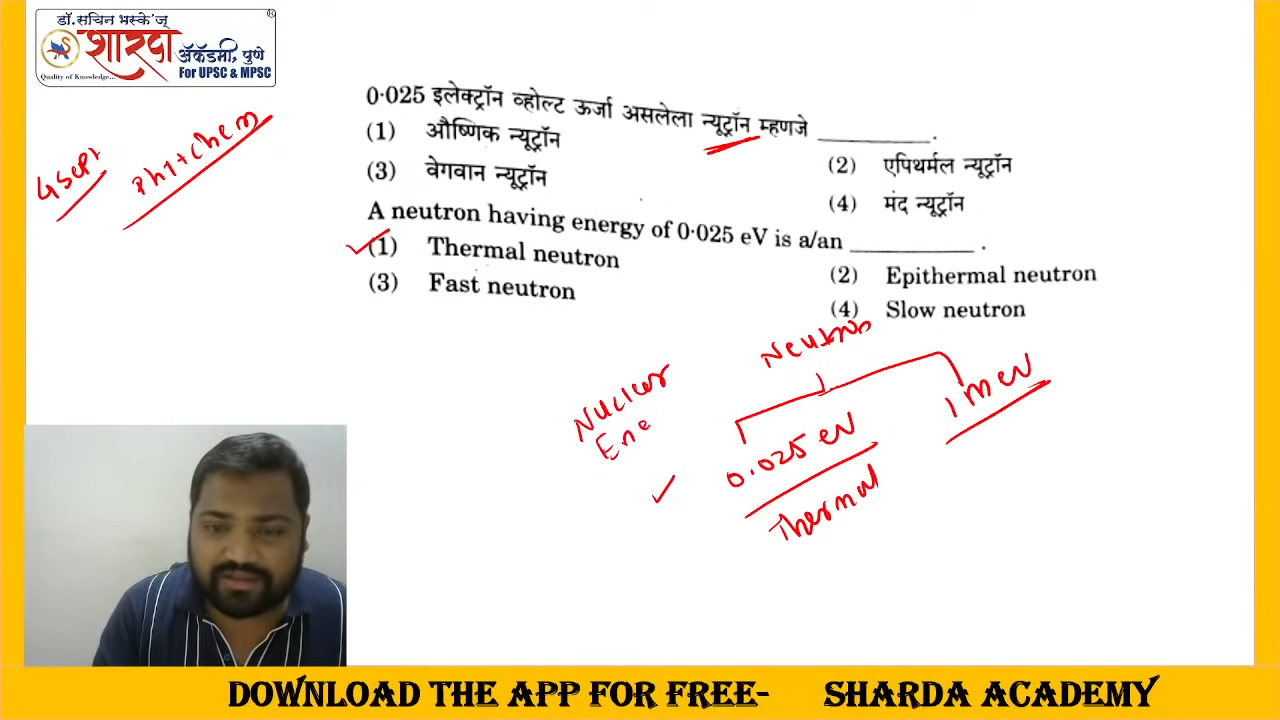 डॉ.सचिन भस्के'ज्
®
शारदा
ॲकॅडमी, पुणे
For UPSC & MPSC
Quality of Knowledge...
4 sept
Phy+Chem
0·025 इलेक्ट्रॉन व्होल्ट ऊर्जा असलेला न्यूट्रॉन म्हणजे ________ .
(1) औष्णिक न्यूट्रॉन
(2) एपिथर्मल न्यूट्रॉन
(3) वेगवान न्यूट्रॉन
(4) मंद न्यूट्रॉन
A neutron having energy of 0·025 eV is a/an ________ .
(1) Thermal neutron
(2) Epithermal neutron
(3) Fast neutron
(4) Slow neutron
Neutron
Nuclear
Ene
0.025 eV
1 m eV
Thermal
DOWNLOAD THE APP FOR FREE- SHARDA ACADEMY